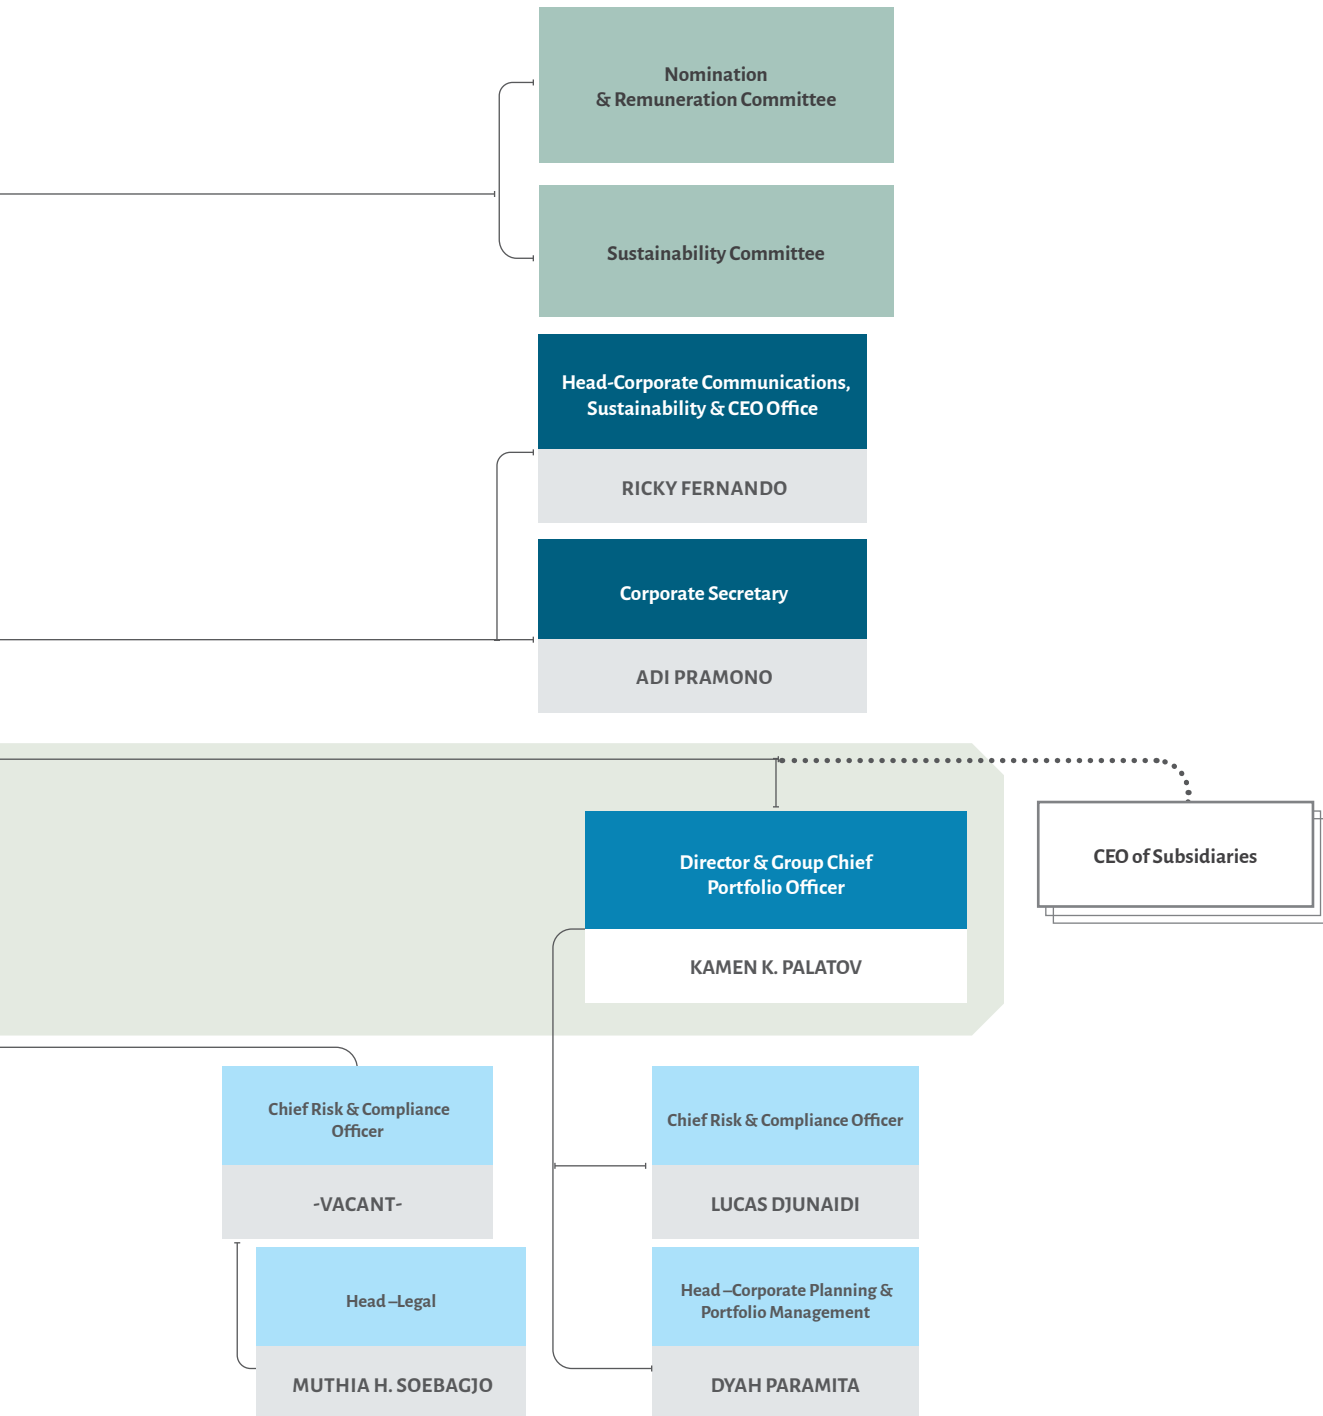 Nomination
& Remuneration Committee
Sustainability Committee
Head-Corporate Communications,
Sustainability & CEO Office
RICKY FERNANDO
Corporate Secretary
ADI PRAMONO
Director & Group Chief
Portfolio Officer
KAMEN K. PALATOV
CEO of Subsidiaries
Chief Risk & Compliance
Officer
-VACANT-
Head –Legal
MUTHIA H. SOEBAGJO
Chief Risk & Compliance Officer
LUCAS DJUNAIDI
Head –Corporate Planning &
Portfolio Management
DYAH PARAMITA